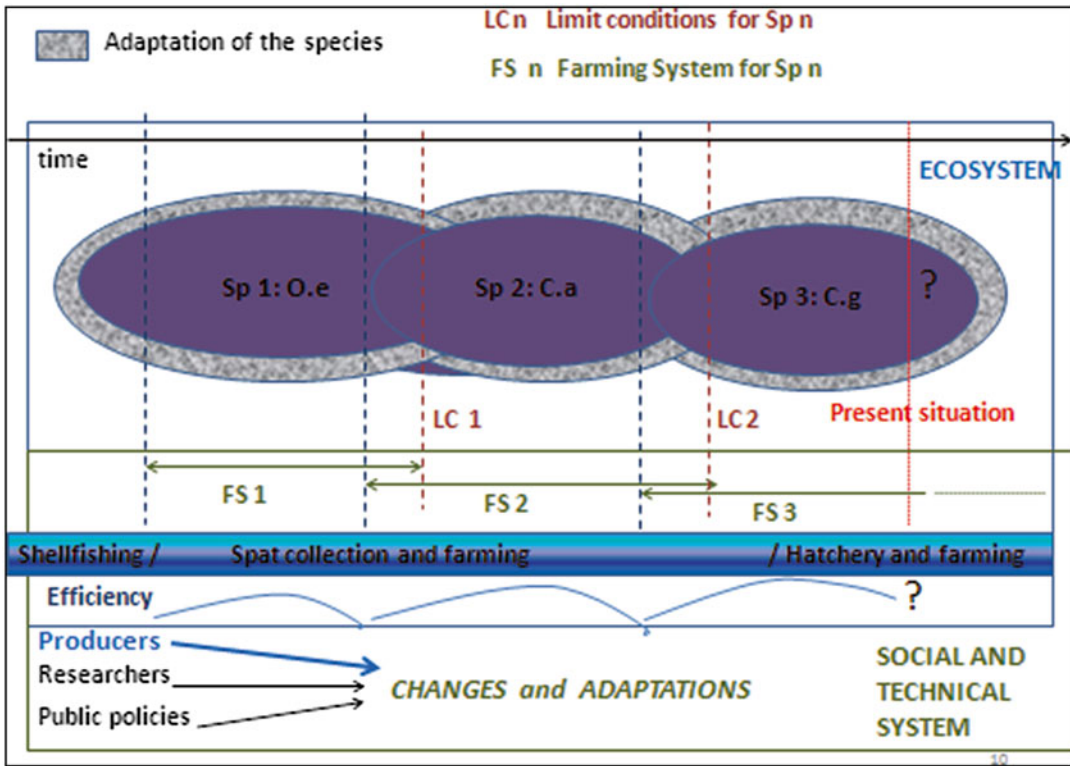 LC n Limit conditions for Sp n
Adaptation of the species
FS n Farming System for Sp n
time
ECOSYSTEM
Sp 1: O.e
Sp 2: C.a
Sp 3: C.g
?
LC 1
LC 2
Present situation
FS 1
FS 2
FS 3
Shellfishing / Spat collection and farming / Hatchery and farming
Efficiency
?
Producers
Researchers
Public policies
CHANGES and ADAPTATIONS
SOCIAL AND
TECHNICAL
SYSTEM
10